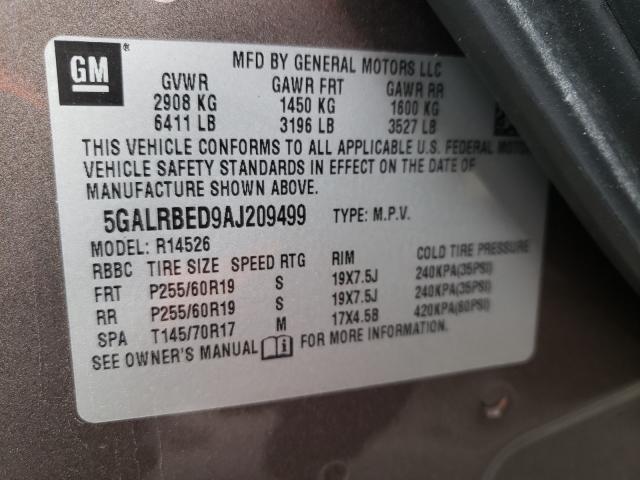 GM
MFD BY GENERAL MOTORS LLC
GVWR GAWR FRT GAWR RR
2908 KG 1450 KG 1600 KG
6411 LB 3196 LB 3527 LB
THIS VEHICLE CONFORMS TO ALL APPLICABLE U.S. FEDERAL MOTOR
VEHICLE SAFETY STANDARDS IN EFFECT ON THE DATE OF
MANUFACTURE SHOWN ABOVE.
5GALRBED9AJ209499 TYPE: M.P.V.
MODEL: R14526
RBBC TIRE SIZE SPEED RTG RIM COLD TIRE PRESSURE
FRT P255/60R19 S 19X7.5J 240KPA(35PSI)
RR P255/60R19 S 19X7.5J 240KPA(35PSI)
SPA T145/70R17 M 17X4.5B 420KPA(60PSI)
SEE OWNER'S MANUAL i FOR MORE INFORMATION.